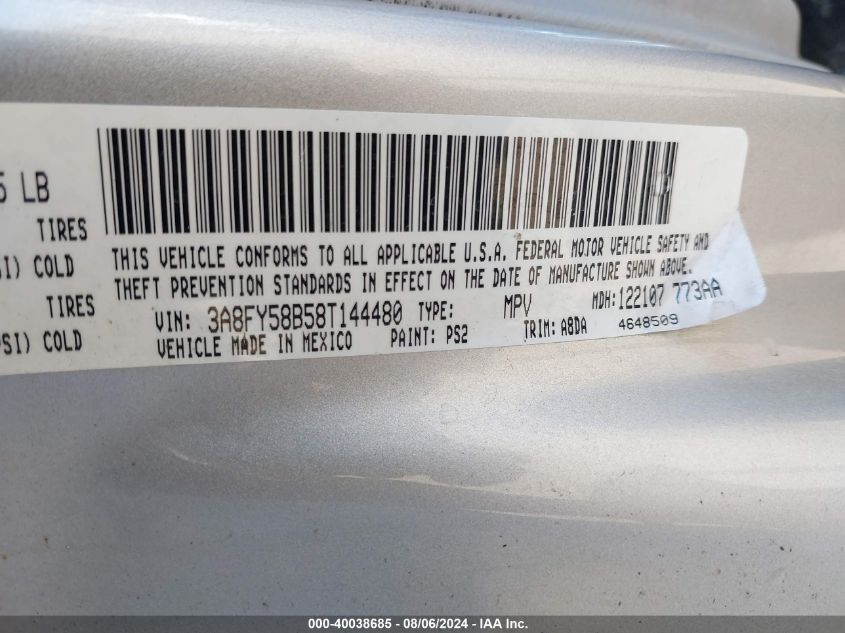 5 LB
TIRES
SI) COLD
TIRES
PSI) COLD
THIS VEHICLE CONFORMS TO ALL APPLICABLE U.S.A. FEDERAL MOTOR VEHICLE SAFETY AND
THEFT PREVENTION STANDARDS IN EFFECT ON THE DATE OF MANUFACTURE SHOWN ABOVE.
VIN: 3A8FY58B58T144480 TYPE: MPV MDH:122107 773AA
VEHICLE MADE IN MEXICO PAINT: PS2 TRIM: A8DA 4648509
000-40038685 - 08/06/2024 - IAA Inc.